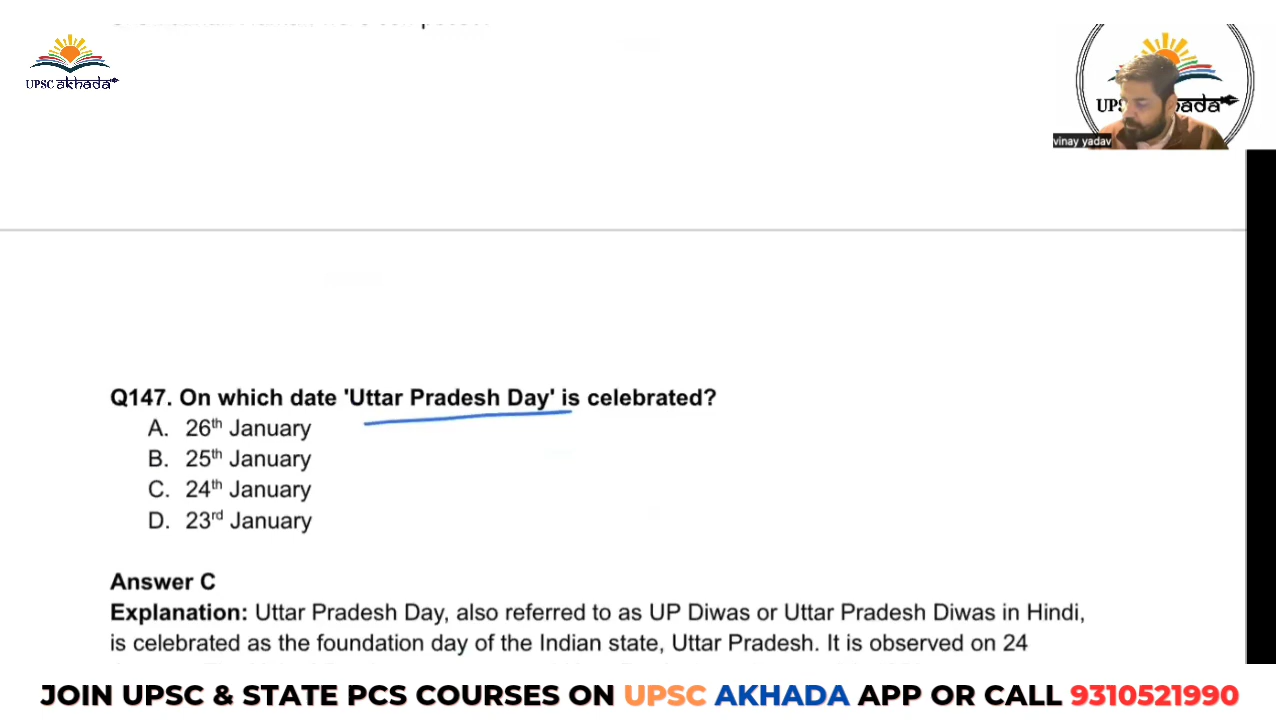 UPSC akhada
UPSC akhada
vinay yadav
Q147. On which date 'Uttar Pradesh Day' is celebrated?
A. 26th January
B. 25th January
C. 24th January
D. 23rd January
Answer C
Explanation: Uttar Pradesh Day, also referred to as UP Diwas or Uttar Pradesh Diwas in Hindi,
is celebrated as the foundation day of the Indian state, Uttar Pradesh. It is observed on 24
JOIN UPSC & STATE PCS COURSES ON UPSC AKHADA APP OR CALL 9310521990